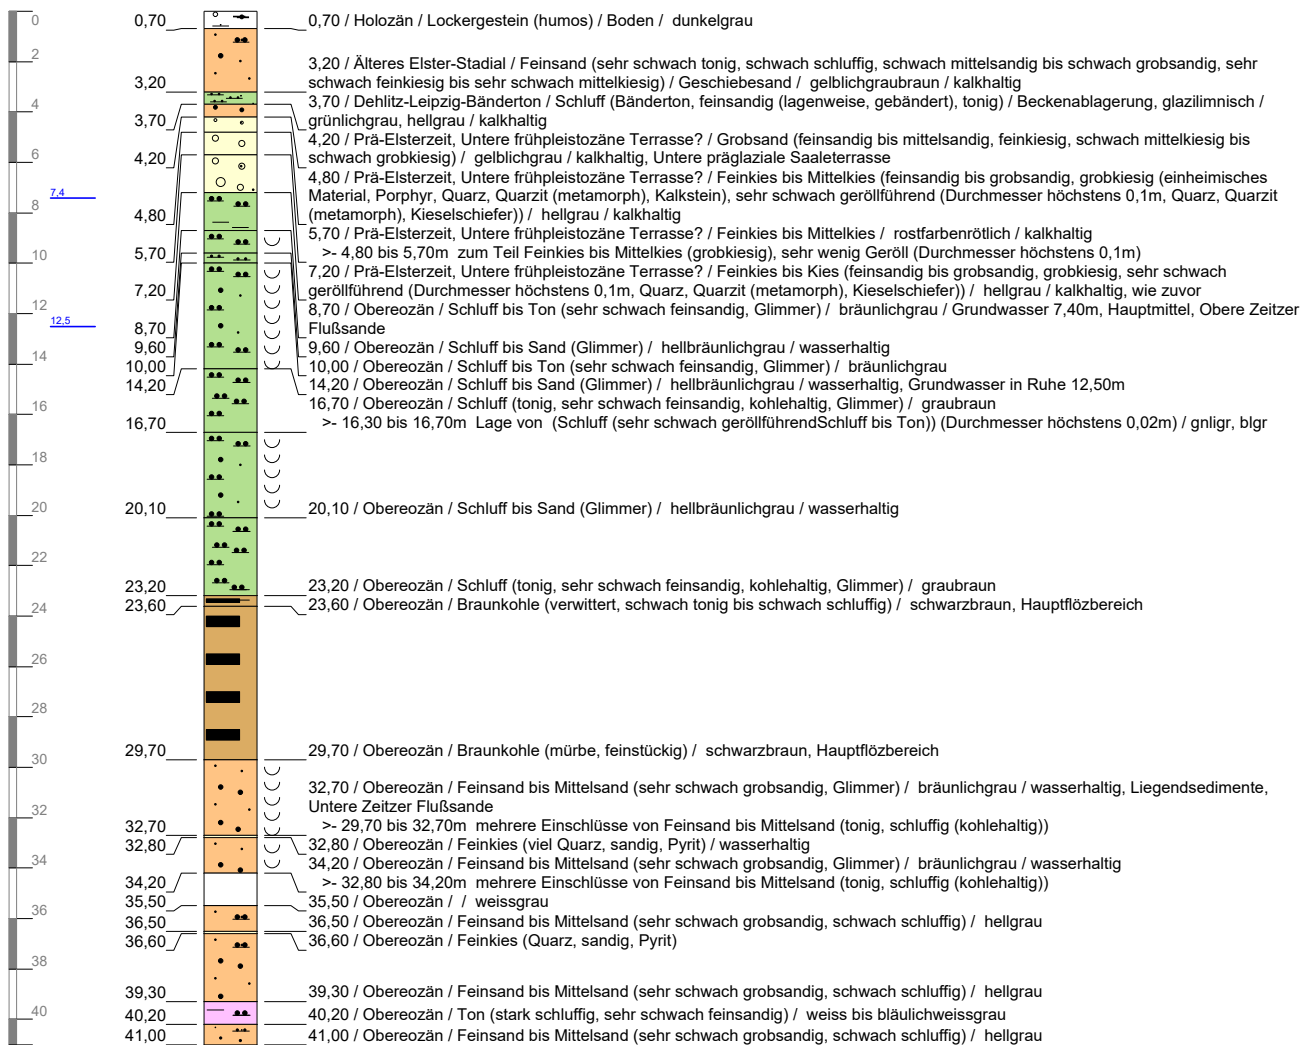 0
2
4
6
8
10
12
14
16
18
20
22
24
26
28
30
32
34
36
38
40
7,4
12,5
0,70
3,20
3,70
4,20
4,80
5,70
7,20
8,70
9,60
10,00
14,20
16,70
20,10
23,20
23,60
29,70
32,70
32,80
34,20
35,50
36,50
36,60
39,30
40,20
41,00
0,70 / Holozän / Lockergestein (humos) / Boden / dunkelgrau
3,20 / Älteres Elster-Stadial / Feinsand (sehr schwach tonig, schwach schluffig, schwach mittelsandig bis schwach grobsandig, sehr
schwach feinkiesig bis sehr schwach mittelkiesig) / Geschiebesand / gelblichgraubraun / kalkhaltig
3,70 / Dehlitz-Leipzig-Bänderton / Schluff (Bänderton, feinsandig (lagenweise, gebändert), tonig) / Beckenablagerung, glazilimnisch /
grünlichgrau, hellgrau / kalkhaltig
4,20 / Prä-Elsterzeit, Untere frühpleistozäne Terrasse? / Grobsand (feinsandig bis mittelsandig, feinkiesig, schwach mittelkiesig bis
schwach grobkiesig) / gelblichgrau / kalkhaltig, Untere präglaziale Saaleterrasse
4,80 / Prä-Elsterzeit, Untere frühpleistozäne Terrasse? / Feinkies bis Mittelkies (feinsandig bis grobsandig, grobkiesig (einheimisches
Material, Porphyr, Quarz, Quarzit (metamorph), Kalkstein), sehr schwach geröllführend (Durchmesser höchstens 0,1m, Quarz, Quarzit
(metamorph), Kieselschiefer)) / hellgrau / kalkhaltig
5,70 / Prä-Elsterzeit, Untere frühpleistozäne Terrasse? / Feinkies bis Mittelkies / rostfarbenrötlich / kalkhaltig
>- 4,80 bis 5,70m zum Teil Feinkies bis Mittelkies (grobkiesig), sehr wenig Geröll (Durchmesser höchstens 0,1m)
7,20 / Prä-Elsterzeit, Untere frühpleistozäne Terrasse? / Feinkies bis Kies (feinsandig bis grobsandig, grobkiesig, sehr schwach
geröllführend (Durchmesser höchstens 0,1m, Quarz, Quarzit (metamorph), Kieselschiefer)) / hellgrau / kalkhaltig, wie zuvor
8,70 / Obereozän / Schluff bis Ton (sehr schwach feinsandig, Glimmer) / bräunlichgrau / Grundwasser 7,40m, Hauptmittel, Obere Zeitzer
Flußsande
9,60 / Obereozän / Schluff bis Sand (Glimmer) / hellbräunlichgrau / wasserhaltig
10,00 / Obereozän / Schluff bis Ton (sehr schwach feinsandig, Glimmer) / bräunlichgrau
14,20 / Obereozän / Schluff bis Sand (Glimmer) / hellbräunlichgrau / wasserhaltig, Grundwasser in Ruhe 12,50m
16,70 / Obereozän / Schluff (tonig, sehr schwach feinsandig, kohlehaltig, Glimmer) / graubraun
>- 16,30 bis 16,70m Lage von (Schluff (sehr schwach geröllführendSchluff bis Ton)) (Durchmesser höchstens 0,02m) / gnligr, blgr
20,10 / Obereozän / Schluff bis Sand (Glimmer) / hellbräunlichgrau / wasserhaltig
23,20 / Obereozän / Schluff (tonig, sehr schwach feinsandig, kohlehaltig, Glimmer) / graubraun
23,60 / Obereozän / Braunkohle (verwittert, schwach tonig bis schwach schluffig) / schwarzbraun, Hauptflözbereich
29,70 / Obereozän / Braunkohle (mürbe, feinstückig) / schwarzbraun, Hauptflözbereich
32,70 / Obereozän / Feinsand bis Mittelsand (sehr schwach grobsandig, Glimmer) / bräunlichgrau / wasserhaltig, Liegendsedimente,
Untere Zeitzer Flußsande
>- 29,70 bis 32,70m mehrere Einschlüsse von Feinsand bis Mittelsand (tonig, schluffig (kohlehaltig))
32,80 / Obereozän / Feinkies (viel Quarz, sandig, Pyrit) / wasserhaltig
34,20 / Obereozän / Feinsand bis Mittelsand (sehr schwach grobsandig, Glimmer) / bräunlichgrau / wasserhaltig
>- 32,80 bis 34,20m mehrere Einschlüsse von Feinsand bis Mittelsand (tonig, schluffig (kohlehaltig))
35,50 / Obereozän / / weissgrau
36,50 / Obereozän / Feinsand bis Mittelsand (sehr schwach grobsandig, schwach schluffig) / hellgrau
36,60 / Obereozän / Feinkies (Quarz, sandig, Pyrit)
39,30 / Obereozän / Feinsand bis Mittelsand (sehr schwach grobsandig, schwach schluffig) / hellgrau
40,20 / Obereozän / Ton (stark schluffig, sehr schwach feinsandig) / weiss bis bläulichweissgrau
41,00 / Obereozän / Feinsand bis Mittelsand (sehr schwach grobsandig, schwach schluffig) / hellgrau